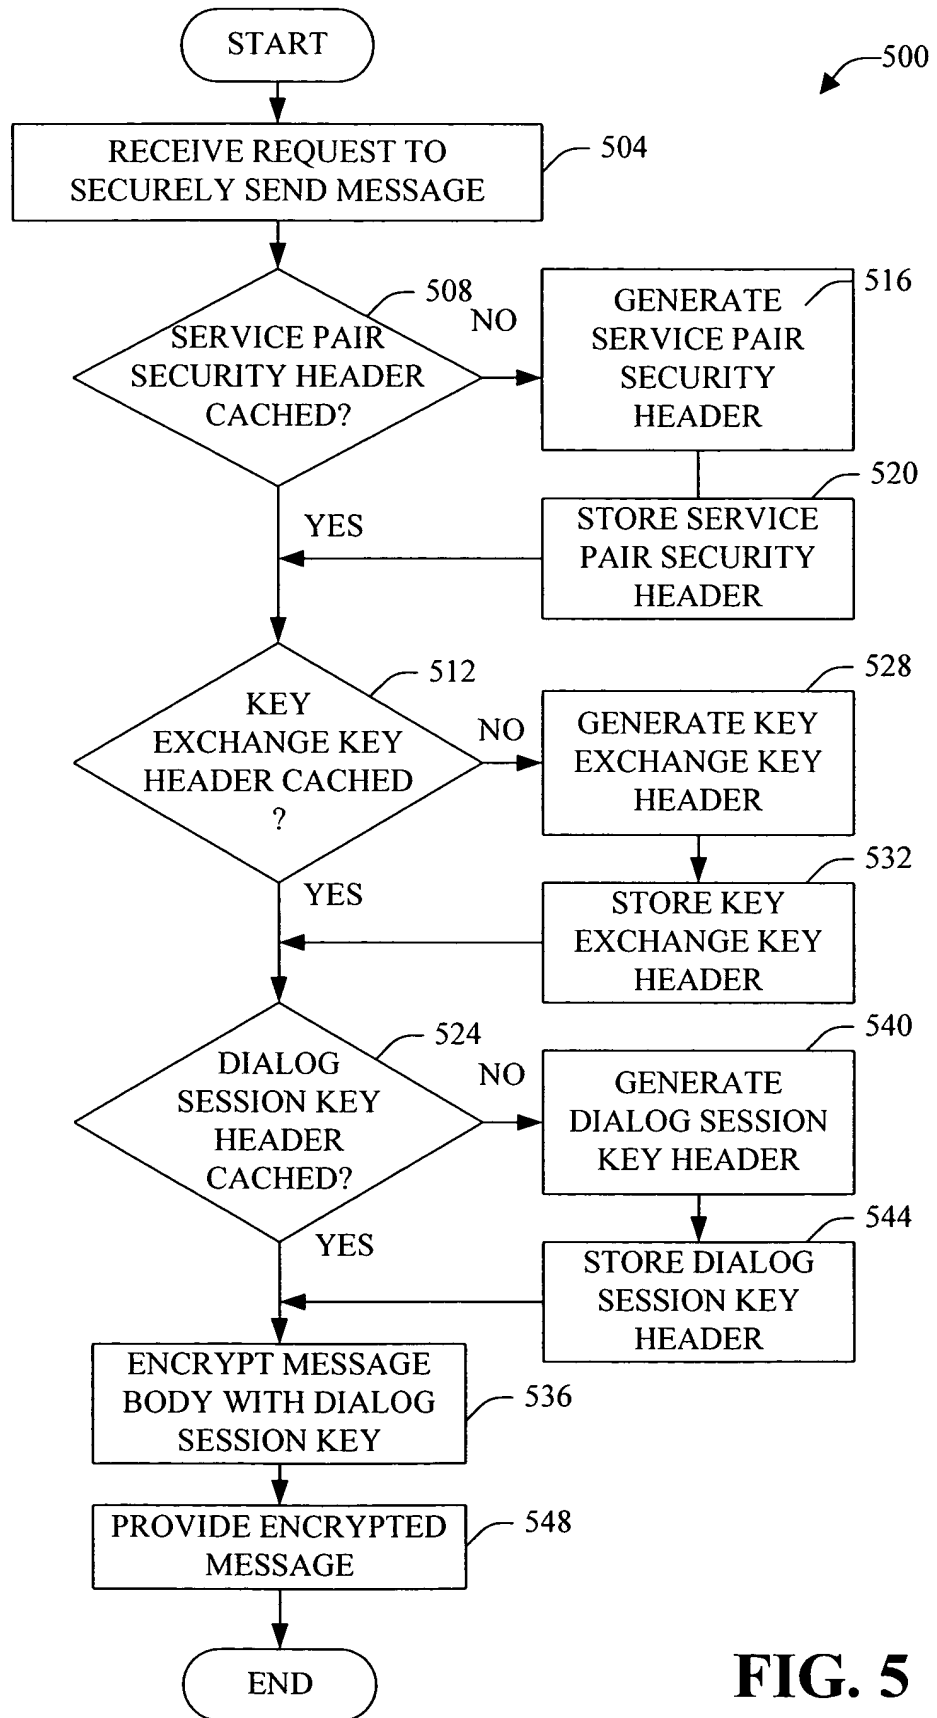 START
500
RECEIVE REQUEST TO
SECURELY SEND MESSAGE
504
508
SERVICE PAIR
SECURITY HEADER
CACHED?
NO
516
GENERATE
SERVICE PAIR
SECURITY
HEADER
520
STORE SERVICE
PAIR SECURITY
HEADER
YES
512
KEY
EXCHANGE KEY
HEADER CACHED
?
NO
528
GENERATE KEY
EXCHANGE KEY
HEADER
532
STORE KEY
EXCHANGE KEY
HEADER
YES
524
DIALOG
SESSION KEY
HEADER
CACHED?
NO
540
GENERATE
DIALOG SESSION
KEY HEADER
544
STORE DIALOG
SESSION KEY
HEADER
YES
ENCRYPT MESSAGE
BODY WITH DIALOG
SESSION KEY
536
PROVIDE ENCRYPTED
MESSAGE
548
END
FIG. 5